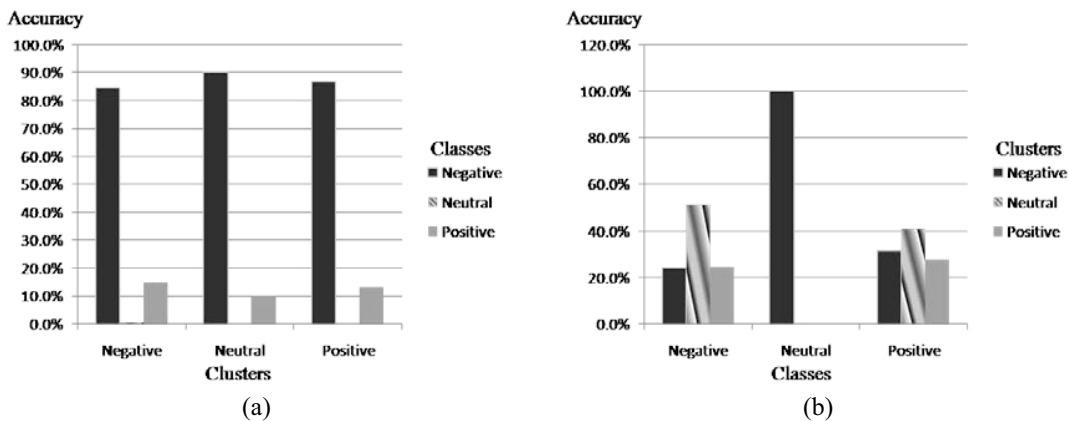 Accuracy
100.0%
90.0%
80.0%
70.0%
60.0%
50.0%
40.0%
30.0%
20.0%
10.0%
0.0%
Negative Neutral Positive
Clusters
Classes
Negative
Neutral
Positive
(a)
Accuracy
120.0%
100.0%
80.0%
60.0%
40.0%
20.0%
0.0%
Negative Neutral Positive
Classes
Clusters
Negative
Neutral
Positive
(b)